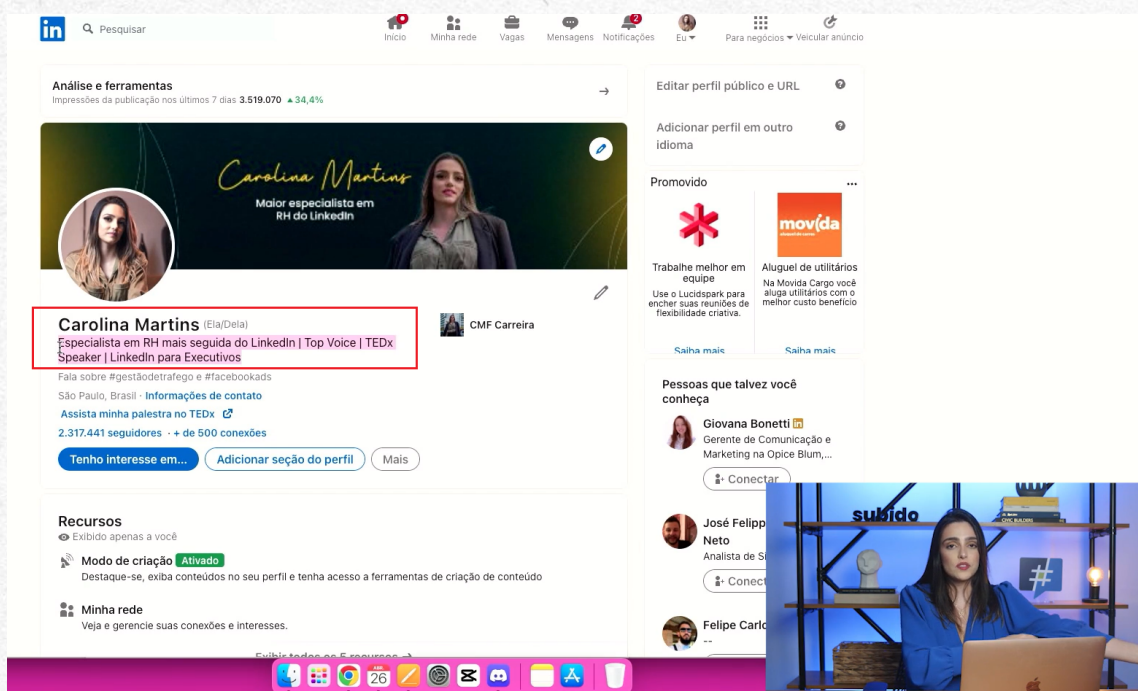 in
Pesquisar
Início
Minha rede
Vagas
Mensagens
2
Notificações
Eu
Para negócios
Veicular anúncio
Análise e ferramentas
Impressões da publicação nos últimos 7 dias 3.519.070 ▲34,4%
→
Carolina Martins
Maior especialista em
RH do LinkedIn
Carolina Martins (Ela/Dela)
Especialista em RH mais seguida do LinkedIn | Top Voice | TEDx
Speaker | LinkedIn para Executivos
CMF Carreira
Fala sobre #gestãodetrafego e #facebookads
São Paulo, Brasil · Informações de contato
Assista minha palestra no TEDx
2.317.441 seguidores · + de 500 conexões
Tenho interesse em...
Adicionar seção do perfil
Mais
Recursos
Exibido apenas a você
Modo de criação Ativado
Destaque-se, exiba conteúdos no seu perfil e tenha acesso a ferramentas de criação de conteúdo
Minha rede
Veja e gerencie suas conexões e interesses.
Exibir todos os 5 recursos →
Editar perfil público e URL
Adicionar perfil em outro
idioma
Promovido
...
movida
Trabalhe melhor em
equipe
Use o Lucidspark para
encher suas reuniões de
flexibilidade criativa.
Saiba mais
Aluguel de utilitários
Na Movida Cargo você
aluga utilitários com o
melhor custo benefício
Saiba mais
Pessoas que talvez você
conheça
Giovana Bonetti in
Gerente de Comunicação e
Marketing na Opice Blum,...
Conectar
José Felipp
Neto
Analista de Si
Conect
Felipe Carlo
--
26
subido
#